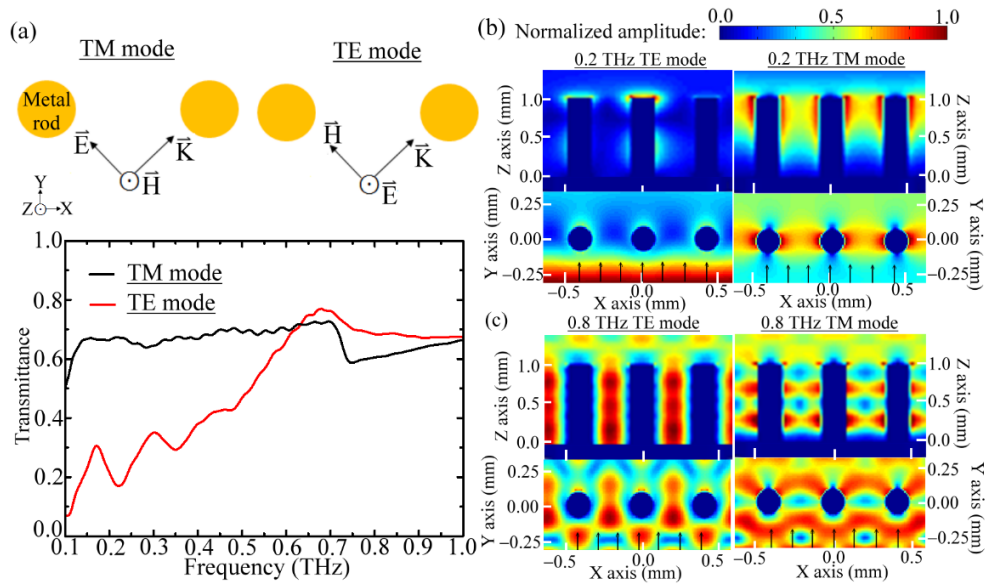 (a)
TM mode
TE mode
Metal
rod
E
K
H
H
K
E
Y
Z
X
1.0
0.8
0.6
0.4
0.2
0.0
Transmittance
TM mode
TE mode
0.1 0.2 0.3 0.4 0.5 0.6 0.7 0.8 0.9 1.0
Frequency (THz)
(b)
Normalized amplitude:
0.0 0.5 1.0
0.2 THz TE mode
0.2 THz TM mode
Z axis (mm)
1.0
0.5
0.0
1.0
0.5
0.0
Z axis (mm)
Y axis (mm)
0.25
0.00
−0.25
0.25
0.00
−0.25
Y axis (mm)
−0.5 0.0 0.5
X axis (mm)
−0.5 0.0 0.5
X axis (mm)
(c)
0.8 THz TE mode
0.8 THz TM mode
Z axis (mm)
1.0
0.5
0.0
1.0
0.5
0.0
Z axis (mm)
Y axis (mm)
0.25
0.00
−0.25
0.25
0.00
−0.25
Y axis (mm)
−0.5 0.0 0.5
X axis (mm)
−0.5 0.0 0.5
X axis (mm)